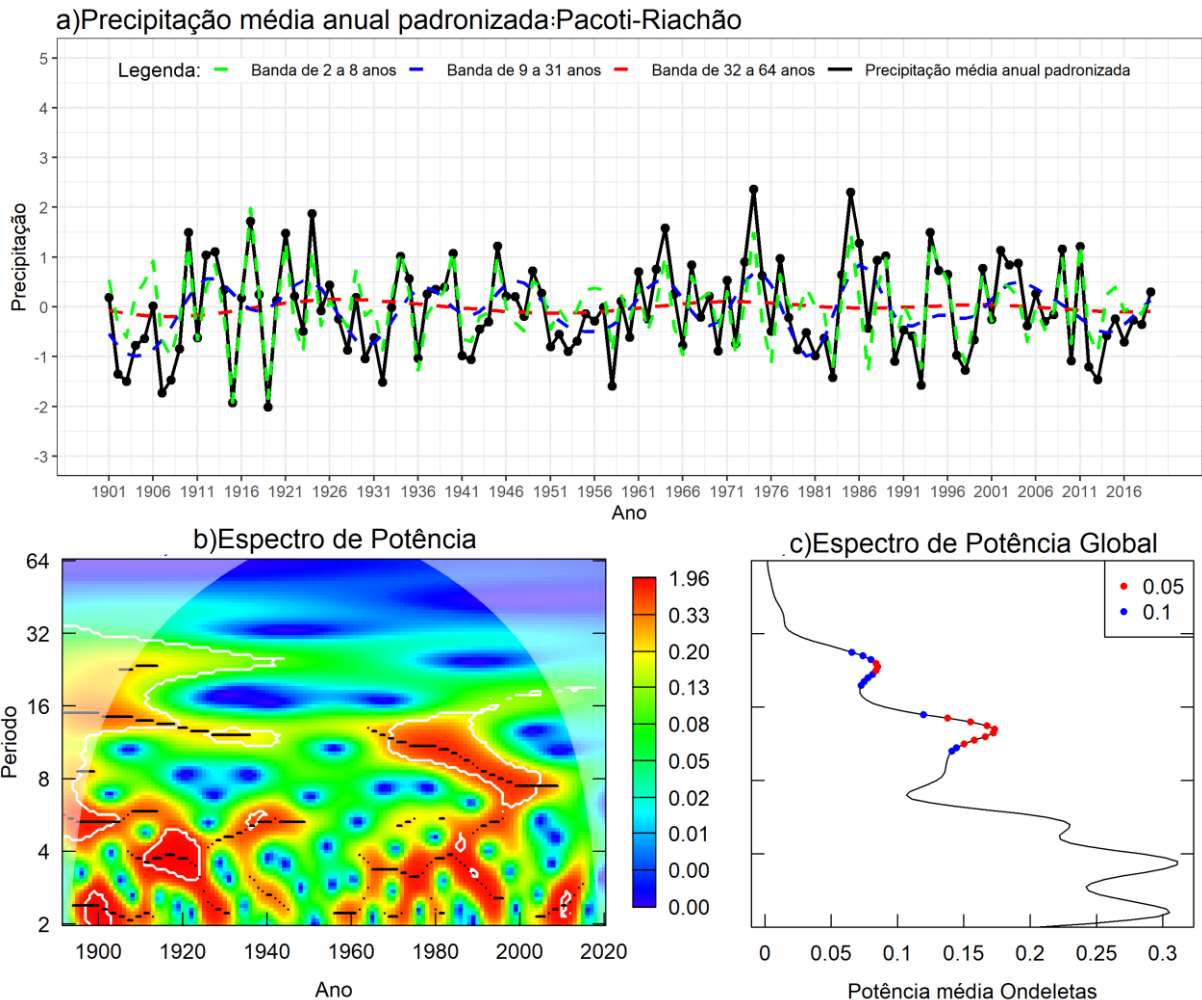 a)Precipitação média anual padronizada:Pacoti-Riachão
Legenda: Banda de 2 a 8 anos Banda de 9 a 31 anos Banda de 32 a 64 anos Precipitação média anual padronizada
Precipitação
5
4
3
2
1
0
-1
-2
-3
1901 1906 1911 1916 1921 1926 1931 1936 1941 1946 1951 1956 1961 1966 1971 1976 1981 1986 1991 1996 2001 2006 2011 2016
Ano
b)Espectro de Potência
Periodo
64
32
16
8
4
2
1900 1920 1940 1960 1980 2000 2020
Ano
1.96
0.33
0.20
0.13
0.08
0.05
0.02
0.01
0.00
0.00
c)Espectro de Potência Global
0.05
0.1
0 0.05 0.1 0.15 0.2 0.25 0.3
Potência média Ondeletas